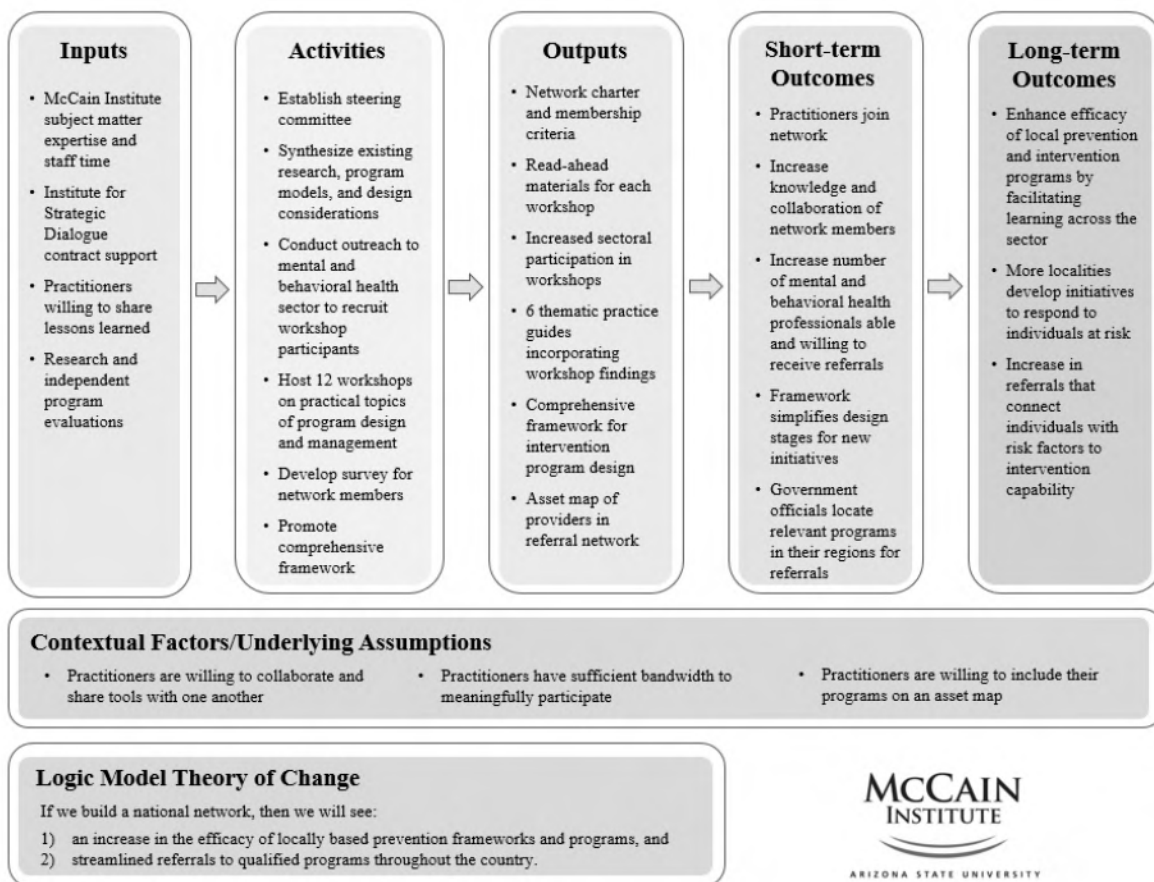 Inputs
• McCain Institute
subject matter
expertise and
staff time
• Institute for
Strategic
Dialogue
contract support
• Practitioners
willing to share
lessons learned
• Research and
independent
program
evaluations
Activities
• Establish steering
committee
• Synthesize existing
research, program
models, and design
considerations
• Conduct outreach to
mental and
behavioral health
sector to recruit
workshop
participants
• Host 12 workshops
on practical topics
of program design
and management
• Develop survey for
network members
• Promote
comprehensive
framework
Outputs
• Network charter
and membership
criteria
• Read-ahead
materials for each
workshop
• Increased sectoral
participation in
workshops
• 6 thematic practice
guides
incorporating
workshop findings
• Comprehensive
framework for
intervention
program design
• Asset map of
providers in
referral network
Short-term
Outcomes
• Practitioners join
network
• Increase
knowledge and
collaboration of
network members
• Increase number
of mental and
behavioral health
professionals able
and willing to
receive referrals
• Framework
simplifies design
stages for new
initiatives
• Government
officials locate
relevant programs
in their regions for
referrals
Long-term
Outcomes
• Enhance efficacy
of local prevention
and intervention
programs by
facilitating
learning across the
sector
• More localities
develop initiatives
to respond to
individuals at risk
• Increase in
referrals that
connect
individuals with
risk factors to
intervention
capability
Contextual Factors/Underlying Assumptions
• Practitioners are willing to collaborate and
share tools with one another
• Practitioners have sufficient bandwidth to
meaningfully participate
• Practitioners are willing to include their
programs on an asset map
Logic Model Theory of Change
If we build a national network, then we will see:
1) an increase in the efficacy of locally based prevention frameworks and programs, and
2) streamlined referrals to qualified programs throughout the country.
MCCAIN
INSTITUTE
ARIZONA STATE UNIVERSITY